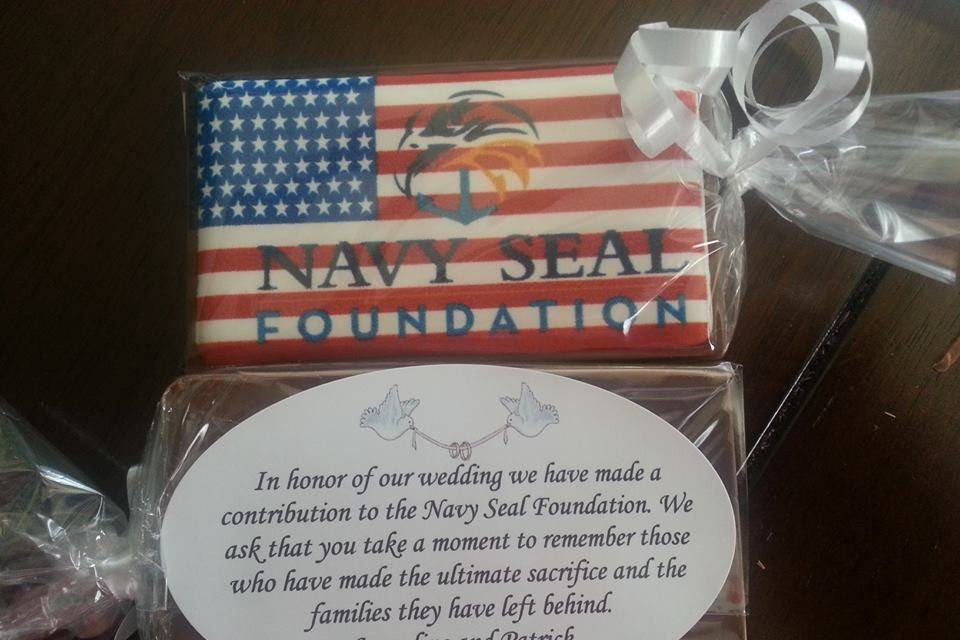 NAVY SEAL
FOUNDATION
In honor of our wedding we have made a
contribution to the Navy Seal Foundation. We
ask that you take a moment to remember those
who have made the ultimate sacrifice and the
families they have left behind.
and Patrick